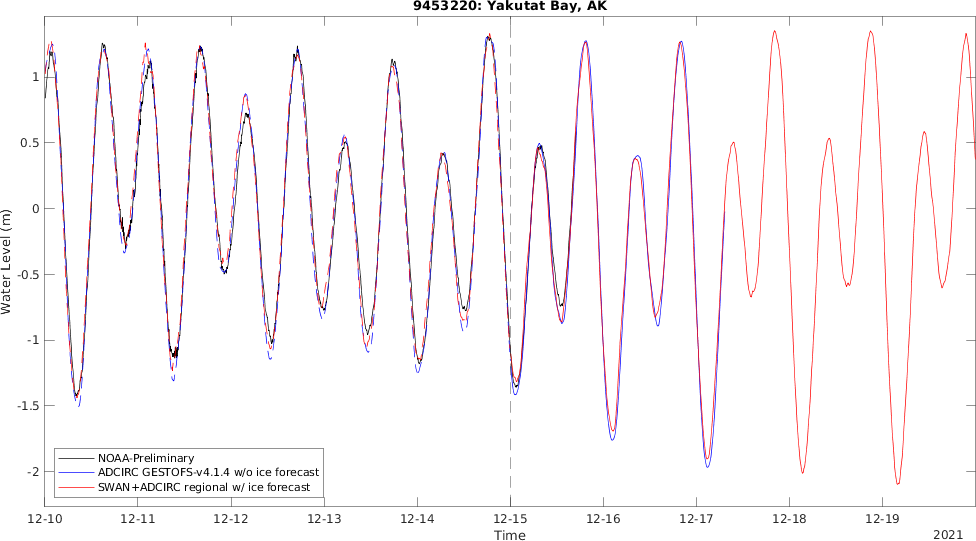 9453220: Yakutat Bay, AK
Water Level (m)
1
0.5
0
-0.5
-1
-1.5
-2
NOAA-Preliminary
ADCIRC GESTOFS-v4.1.4 w/o ice forecast
SWAN+ADCIRC regional w/ ice forecast
12-10 12-11 12-12 12-13 12-14 12-15 12-16 12-17 12-18 12-19
Time
2021